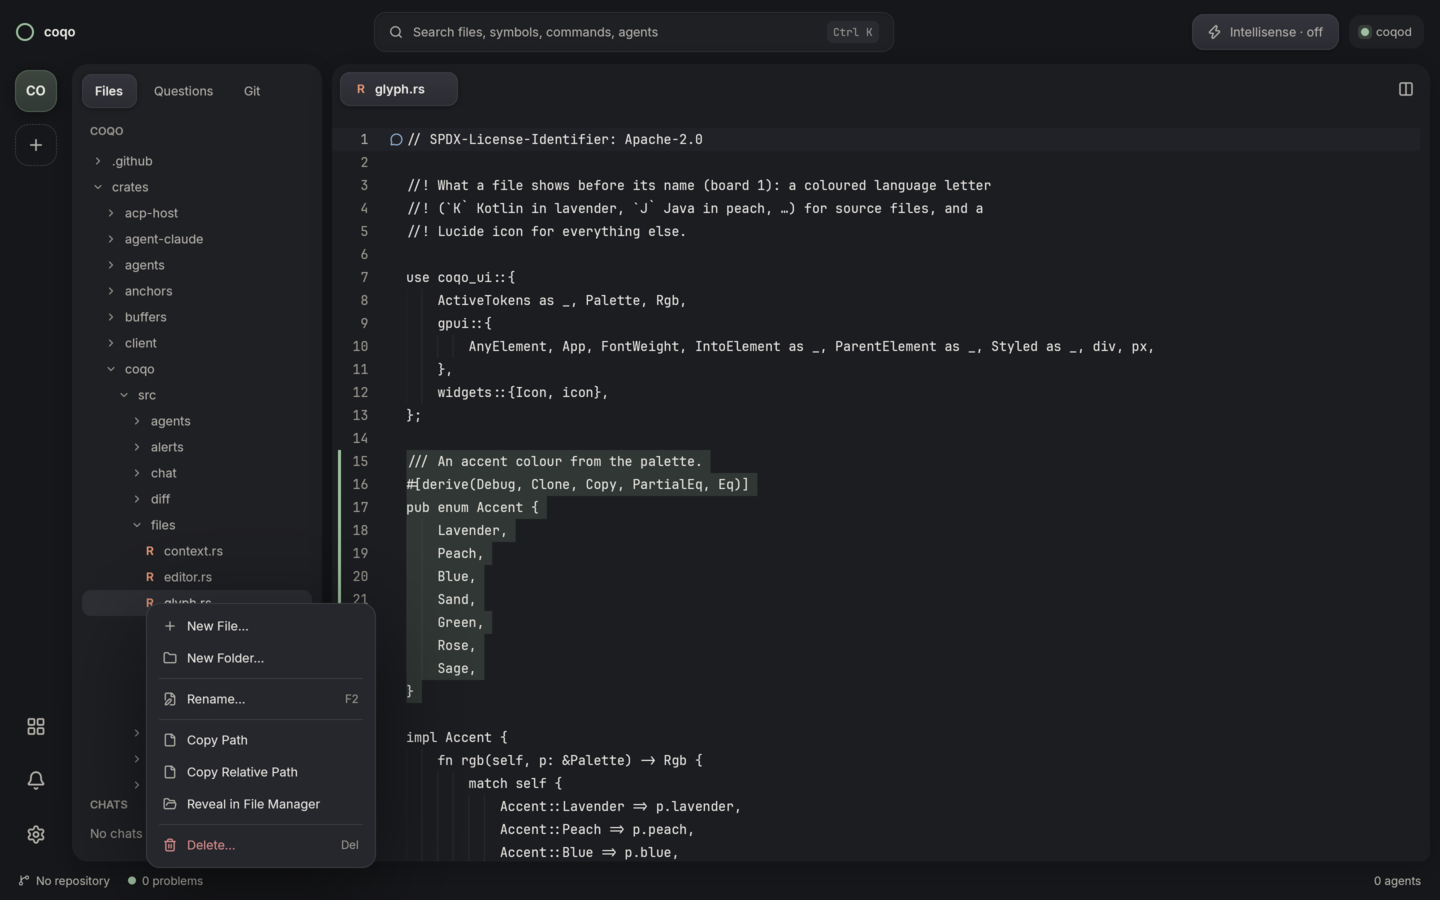 coqo
Search files, symbols, commands, agents
Ctrl K
Intellisense · off
coqod
CO
Files
Questions
Git
COQO
.github
crates
acp-host
agent-claude
agents
anchors
buffers
client
coqo
src
agents
alerts
chat
diff
files
R context.rs
R editor.rs
R glyph.rs
New File...
New Folder...
Rename... F2
Copy Path
Copy Relative Path
Reveal in File Manager
Delete... Del
CHATS
No chats
R glyph.rs
1 // SPDX-License-Identifier: Apache-2.0
2
3 //! What a file shows before its name (board 1): a coloured language letter
4 //! (`K` Kotlin in lavender, `J` Java in peach, …) for source files, and a
5 //! Lucide icon for everything else.
6
7 use coqo_ui::{
8     ActiveTokens as _, Palette, Rgb,
9     gpui::{
10         AnyElement, App, FontWeight, IntoElement as _, ParentElement as _, Styled as _, div, px,
11     },
12     widgets::{Icon, icon},
13 };
14
15 /// An accent colour from the palette.
16 #[derive(Debug, Clone, Copy, PartialEq, Eq)]
17 pub enum Accent {
18     Lavender,
19     Peach,
20     Blue,
21     Sand,
    Green,
    Rose,
    Sage,
}
impl Accent {
    fn rgb(self, p: &Palette) -> Rgb {
        match self {
            Accent::Lavender => p.lavender,
            Accent::Peach => p.peach,
            Accent::Blue => p.blue,
No repository
0 problems
0 agents